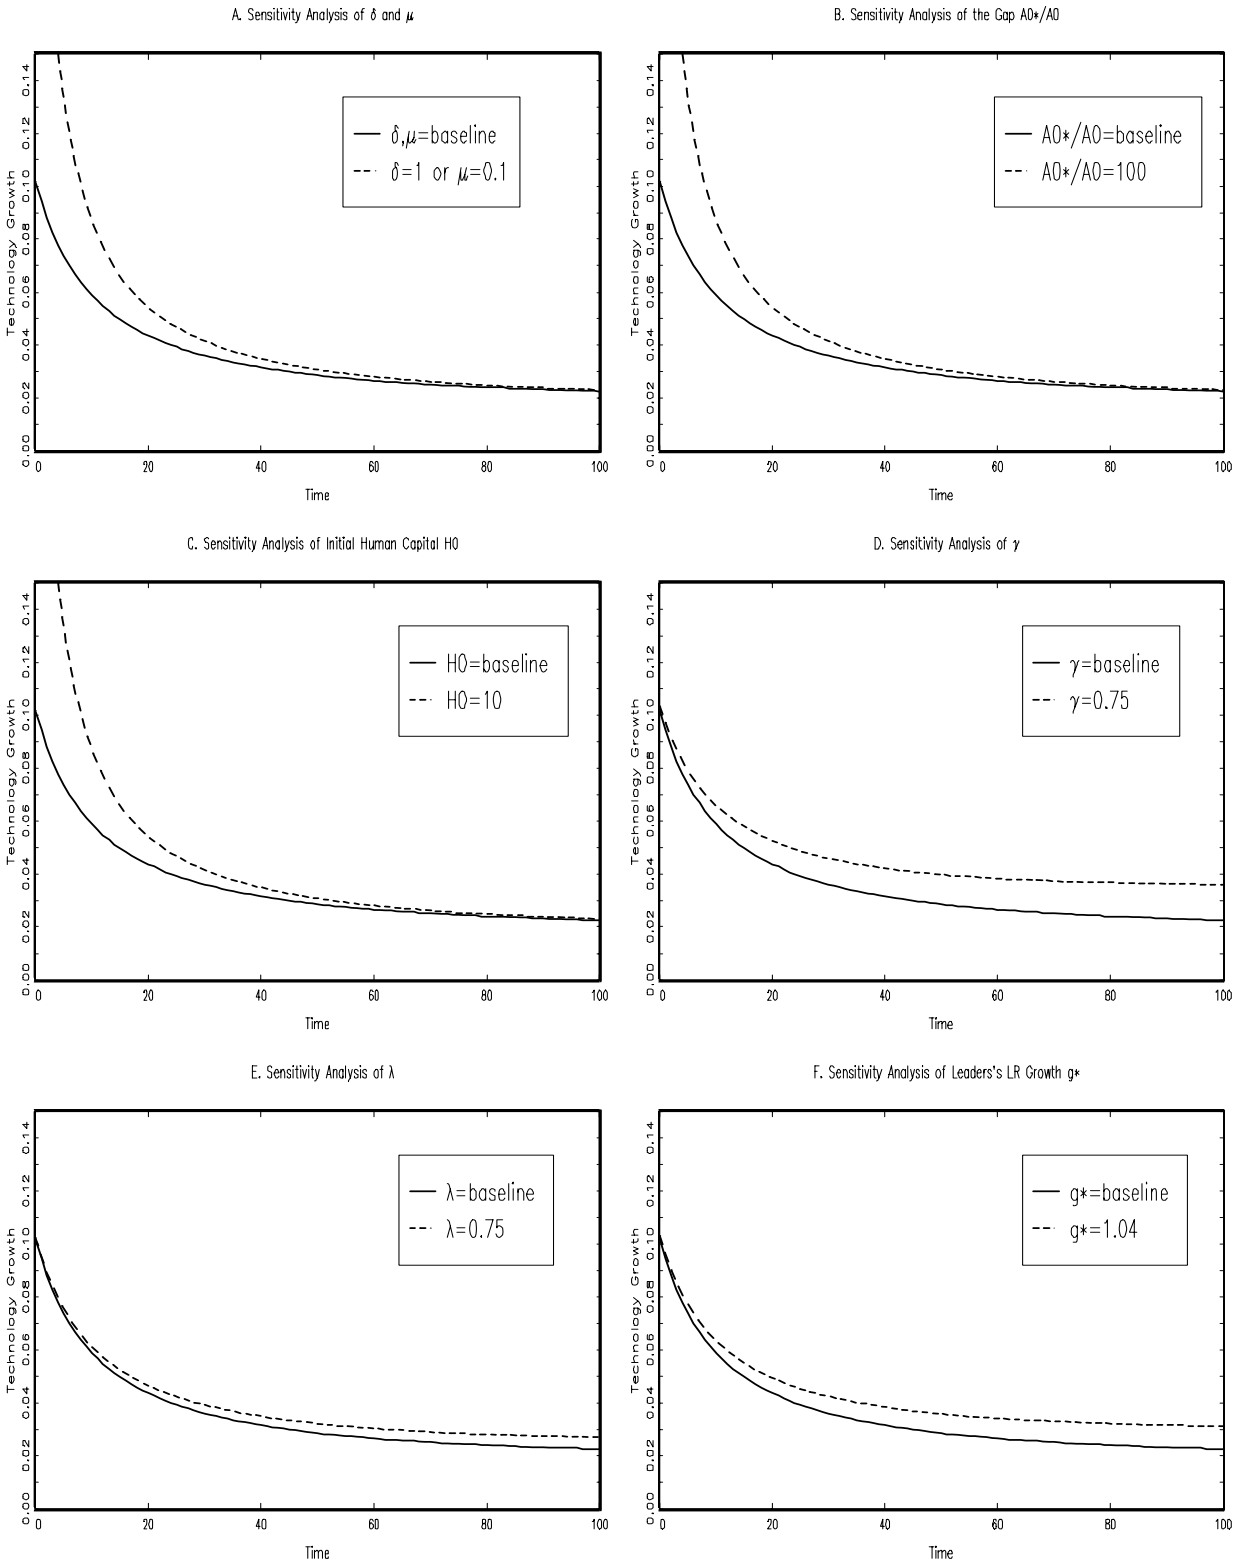 A. Sensitivity Analysis of δ and μ
Technology Growth
0.00 0.02 0.04 0.06 0.08 0.10 0.12 0.14
δ,μ=baseline
δ=1 or μ=0.1
0 20 40 60 80 100
Time
B. Sensitivity Analysis of the Gap A0*/A0
Technology Growth
0.00 0.02 0.04 0.06 0.08 0.10 0.12 0.14
A0*/A0=baseline
A0*/A0=100
0 20 40 60 80 100
Time
C. Sensitivity Analysis of Initial Human Capital H0
Technology Growth
0.00 0.02 0.04 0.06 0.08 0.10 0.12 0.14
H0=baseline
H0=10
0 20 40 60 80 100
Time
D. Sensitivity Analysis of γ
Technology Growth
0.00 0.02 0.04 0.06 0.08 0.10 0.12 0.14
γ=baseline
γ=0.75
0 20 40 60 80 100
Time
E. Sensitivity Analysis of λ
Technology Growth
0.00 0.02 0.04 0.06 0.08 0.10 0.12 0.14
λ=baseline
λ=0.75
0 20 40 60 80 100
Time
F. Sensitivity Analysis of Leaders's LR Growth g*
Technology Growth
0.00 0.02 0.04 0.06 0.08 0.10 0.12 0.14
g*=baseline
g*=1.04
0 20 40 60 80 100
Time